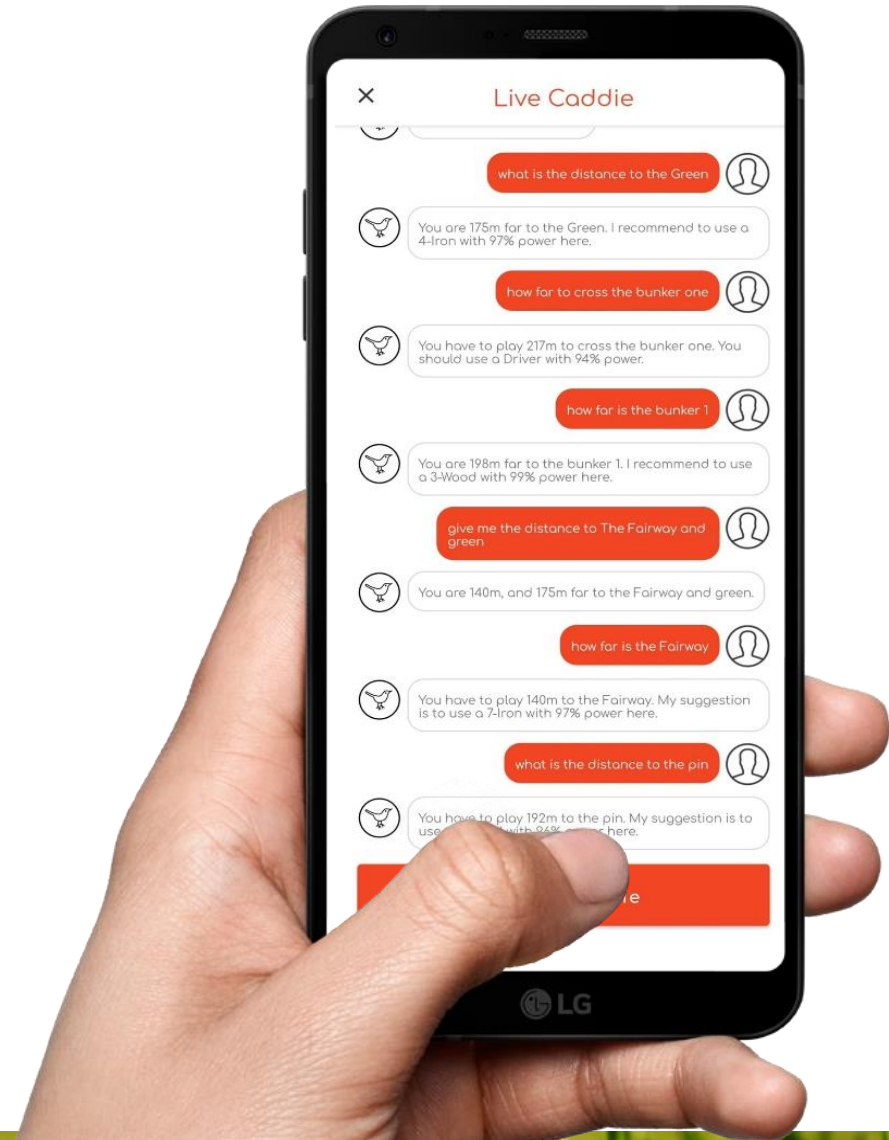 Live Caddie
what is the distance to the Green
You are 175m far to the Green. I recommend to use a
4-Iron with 97% power here.
how far to cross the bunker one
You have to play 217m to cross the bunker one. You
should use a Driver with 94% power.
how far is the bunker 1
You are 198m far to the bunker 1. I recommend to use
a 3-Wood with 99% power here.
give me the distance to The Fairway and
green
You are 140m, and 175m far to the Fairway and green.
how far is the Fairway
You have to play 140m to the Fairway. My suggestion
is to use a 7-Iron with 97% power here.
what is the distance to the pin
You have to play 192m to the pin. My suggestion is to
with 96% here.
LG